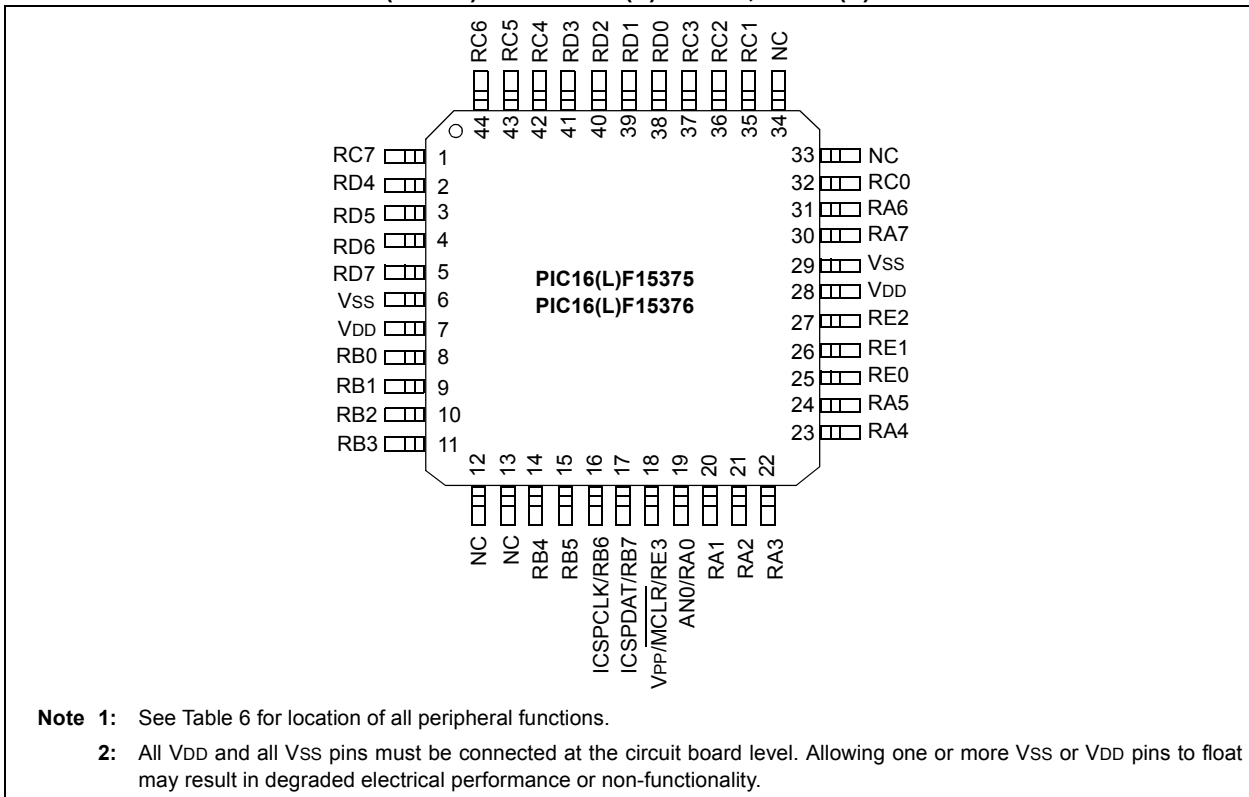 RC6
RC5
RC4
RD3
RD2
RD1
RD0
RC3
RC2
RC1
NC
44
43
42
41
40
39
38
37
36
35
34
RC7 1
RD4 2
RD5 3
RD6 4
RD7 5
VSS 6
VDD 7
RB0 8
RB1 9
RB2 10
RB3 11
PIC16(L)F15375
PIC16(L)F15376
33 NC
32 RC0
31 RA6
30 RA7
29 VSS
28 VDD
27 RE2
26 RE1
25 RE0
24 RA5
23 RA4
12
13
14
15
16
17
18
19
20
21
22
NC
NC
RB4
RB5
ICSPCLK/RB6
ICSPDAT/RB7
VPP/MCLR/RE3
AN0/RA0
RA1
RA2
RA3
Note 1: See Table 6 for location of all peripheral functions.
2: All VDD and all VSS pins must be connected at the circuit board level. Allowing one or more VSS or VDD pins to float
may result in degraded electrical performance or non-functionality.